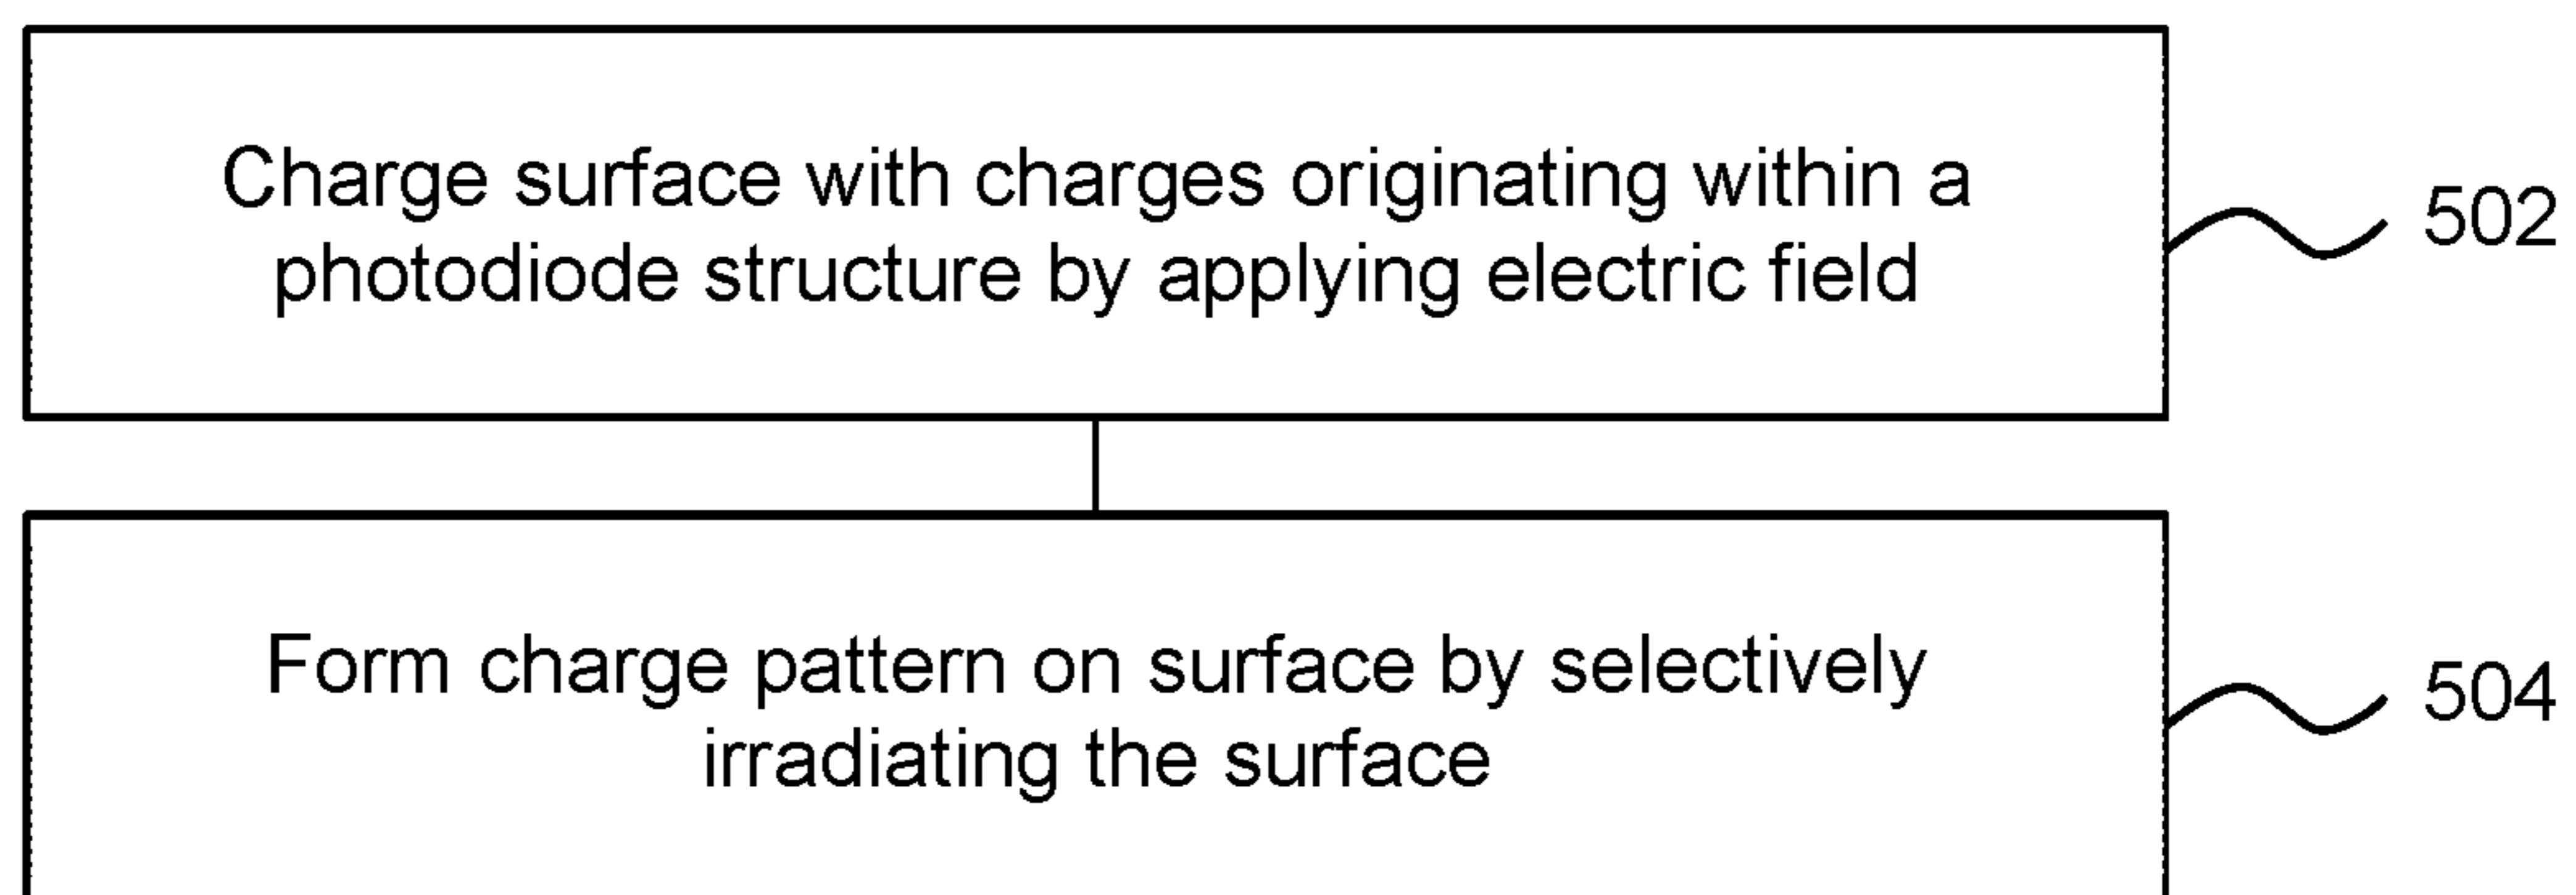 Charge surface with charges originating within a
photodiode structure by applying electric field
502
Form charge pattern on surface by selectively
irradiating the surface
504